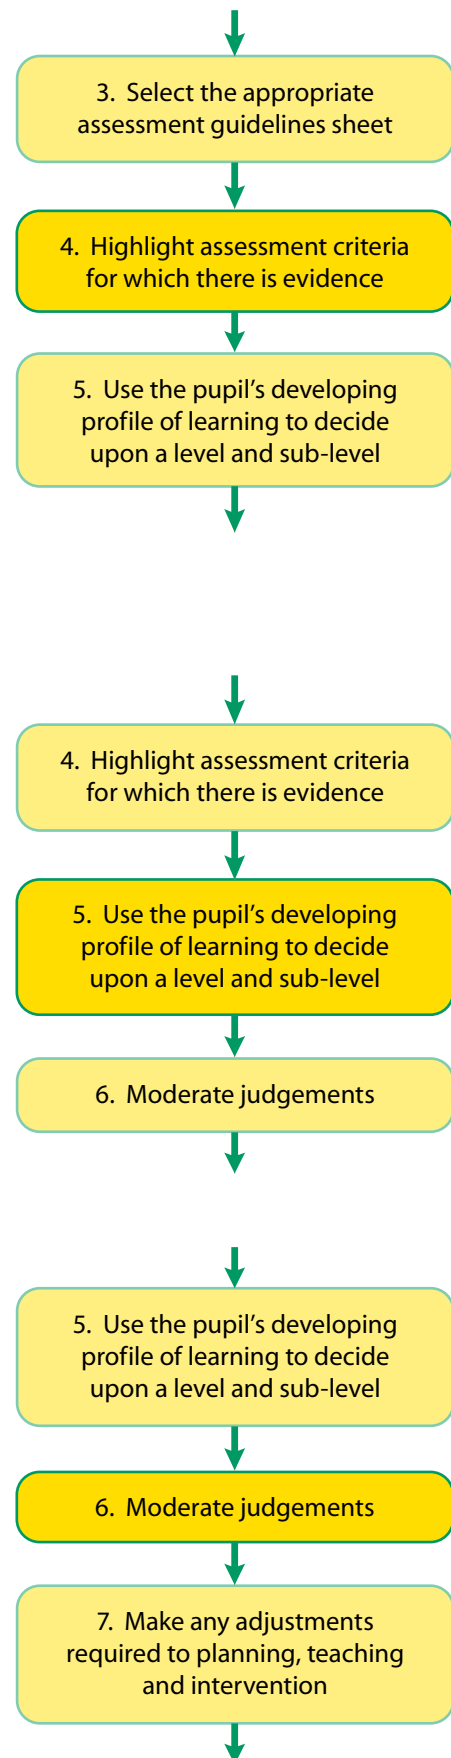 3. Select the appropriate
assessment guidelines sheet
4. Highlight assessment criteria
for which there is evidence
5. Use the pupil’s developing
profile of learning to decide
upon a level and sub-level
4. Highlight assessment criteria
for which there is evidence
5. Use the pupil’s developing
profile of learning to decide
upon a level and sub-level
6. Moderate judgements
5. Use the pupil’s developing
profile of learning to decide
upon a level and sub-level
6. Moderate judgements
7. Make any adjustments
required to planning, teaching
and intervention